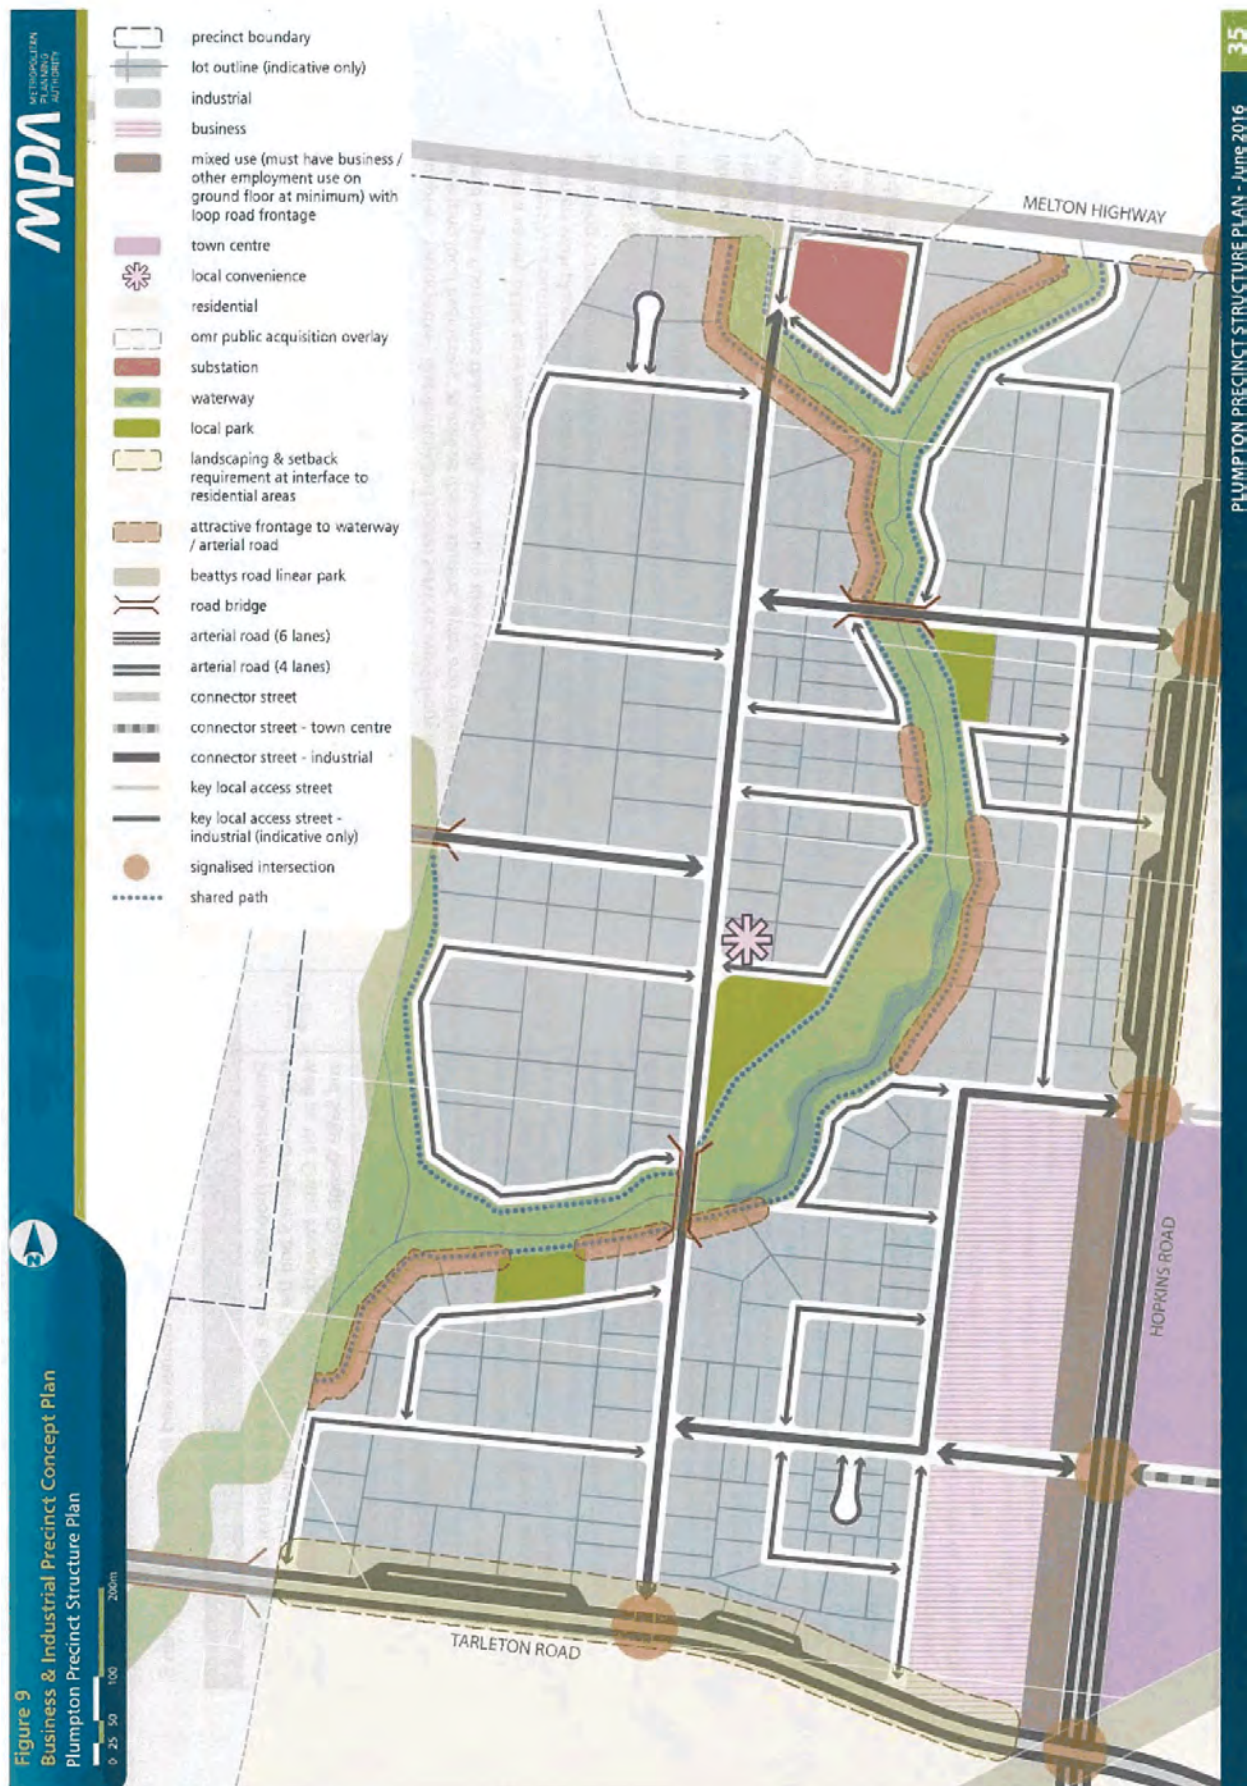 mpa
METROPOLITAN
PLANNING
AUTHORITY
precinct boundary
lot outline (indicative only)
industrial
business
mixed use (must have business /
other employment use on
ground floor at minimum) with
loop road frontage
town centre
local convenience
residential
omr public acquisition overlay
substation
waterway
local park
landscaping & setback
requirement at interface to
residential areas
attractive frontage to waterway
/ arterial road
beattys road linear park
road bridge
arterial road (6 lanes)
arterial road (4 lanes)
connector street
connector street - town centre
connector street - industrial
key local access street
key local access street -
industrial (indicative only)
signalised intersection
shared path
MELTON HIGHWAY
HOPKINS ROAD
TARLETON ROAD
Figure 9
Business & Industrial Precinct Concept Plan
Plumpton Precinct Structure Plan
0 25 50 100 200m
N
PLUMPTON PRECINCT STRUCTURE PLAN - June 2016
35